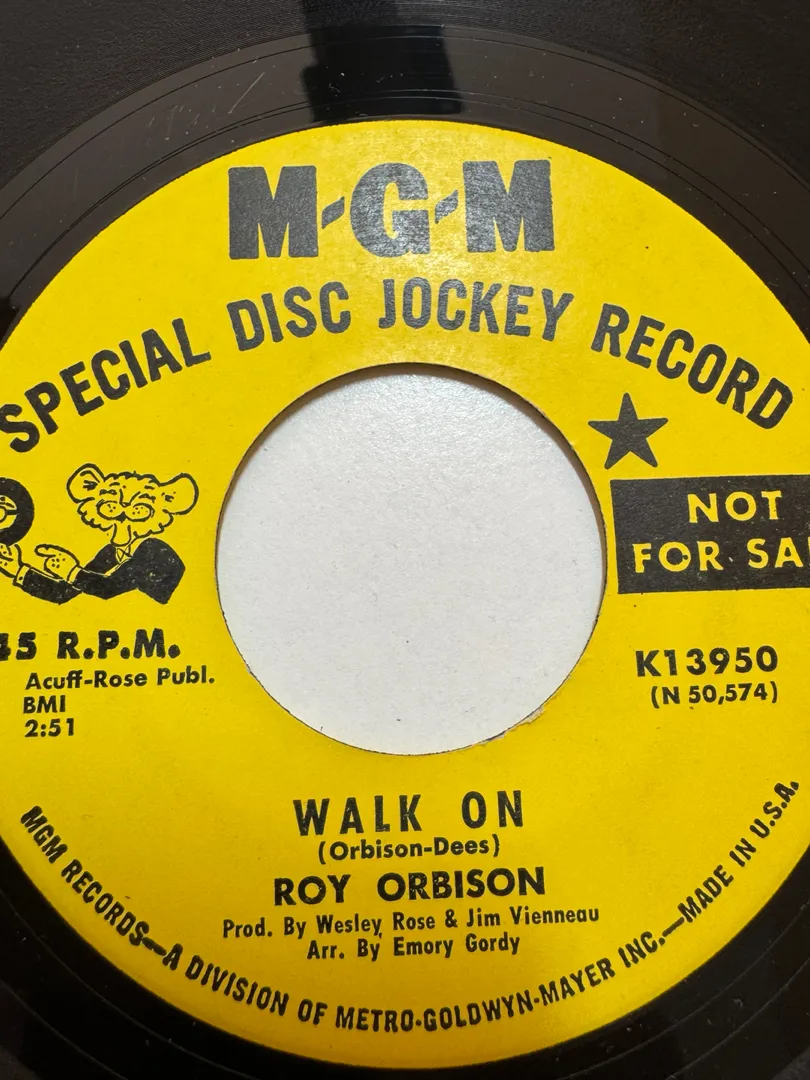 M-G-M
SPECIAL DISC JOCKEY RECORD
NOT
FOR SAL
45 R.P.M.
Acuff-Rose Publ.
BMI
2:51
K13950
(N 50,574)
WALK ON
(Orbison-Dees)
ROY ORBISON
Prod. By Wesley Rose & Jim Vienneau
Arr. By Emory Gordy
MGM RECORDS—A DIVISION OF METRO-GOLDWYN-MAYER INC.—MADE IN U.S.A.